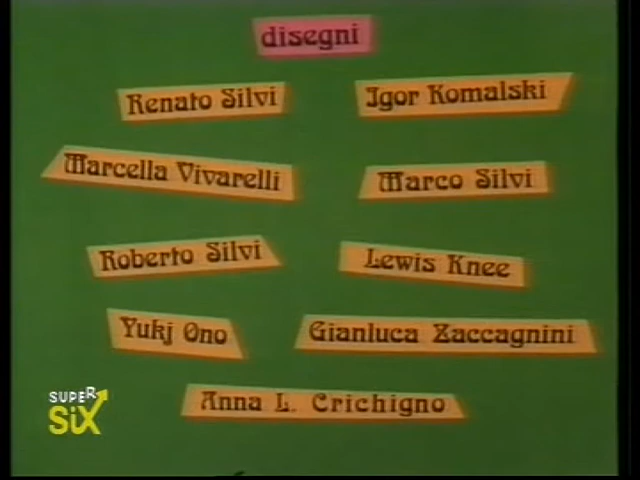 disegni
Renato Silvi
Igor Komalski
Marcella Vivarelli
Marco Silvi
Roberto Silvi
Lewis Knee
Yukj Ono
Gianluca Zaccagnini
Anna L. Crichigno
SUPER
SiX